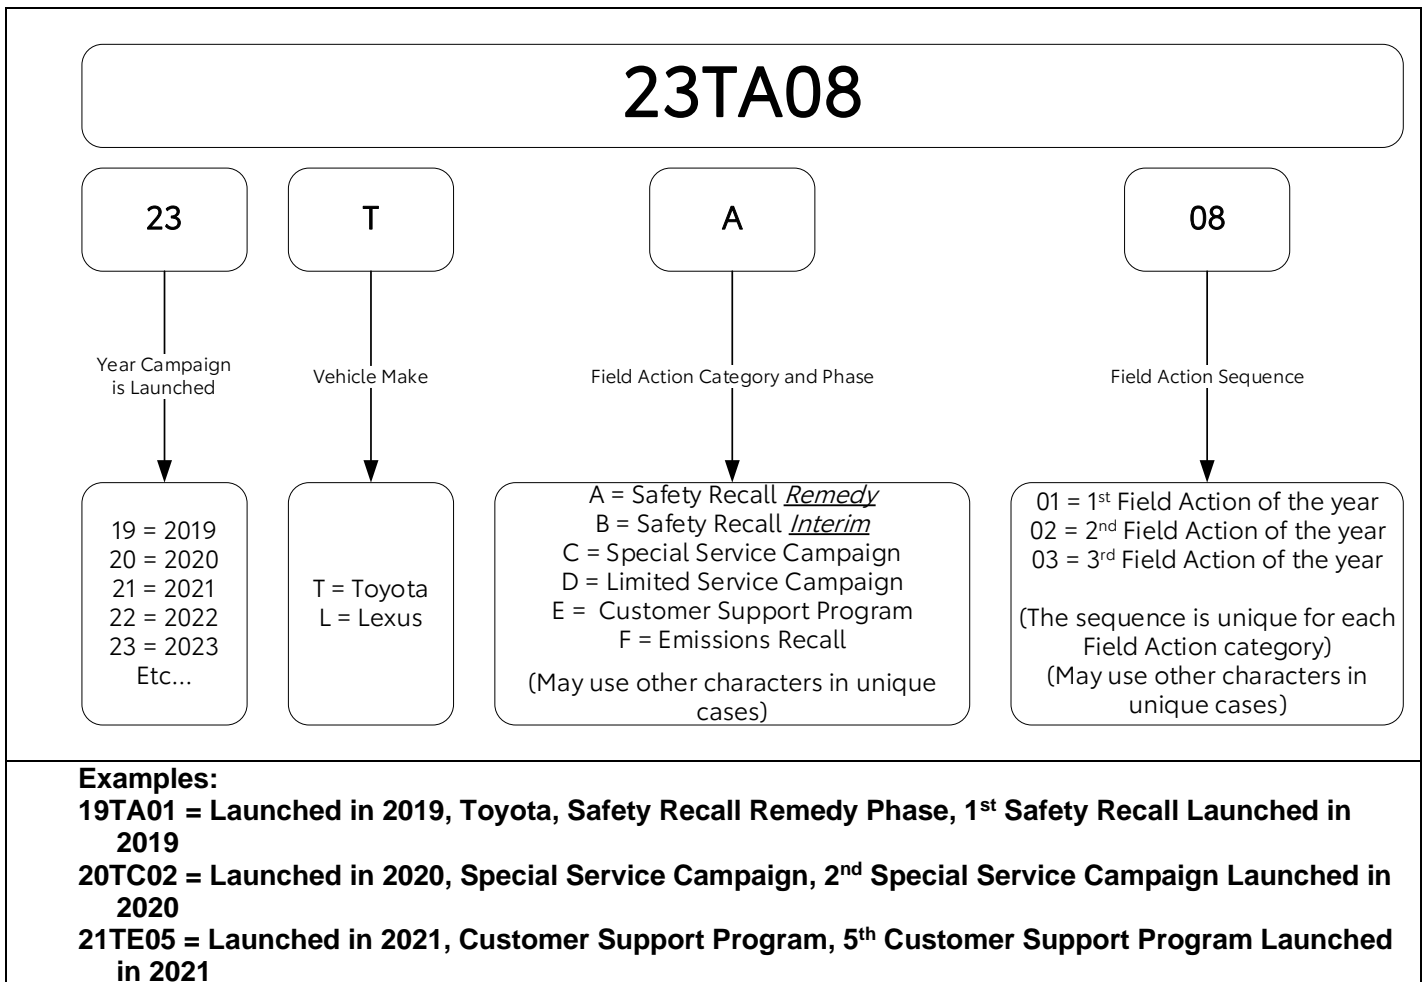 23TA08
23
T
A
08
Year Campaign
is Launched
Vehicle Make
Field Action Category and Phase
Field Action Sequence
19 = 2019
20 = 2020
21 = 2021
22 = 2022
23 = 2023
Etc...
T = Toyota
L = Lexus
A = Safety Recall Remedy
B = Safety Recall Interim
C = Special Service Campaign
D = Limited Service Campaign
E =  Customer Support Program
F = Emissions Recall
(May use other characters in unique
cases)
01 = 1st Field Action of the year
02 = 2nd Field Action of the year
03 = 3rd Field Action of the year
(The sequence is unique for each
Field Action category)
(May use other characters in
unique cases)
Examples:
19TA01 = Launched in 2019, Toyota, Safety Recall Remedy Phase, 1st Safety Recall Launched in
2019
20TC02 = Launched in 2020, Special Service Campaign, 2nd Special Service Campaign Launched in
2020
21TE05 = Launched in 2021, Customer Support Program, 5th Customer Support Program Launched
in 2021